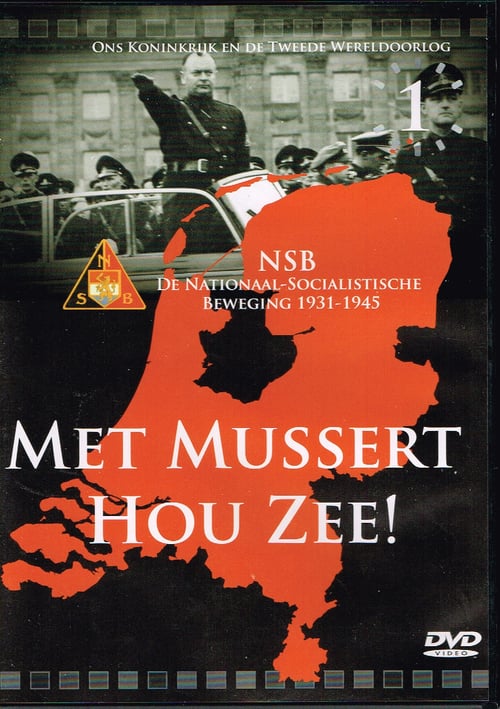 ONS KONINKRIJK EN DE TWEEDE WERELDOORLOG
1
NSB
DE NATIONAAL-SOCIALISTISCHE
BEWEGING 1931-1945
N
S B
MET MUSSERT
HOU ZEE!
DVD
VIDEO